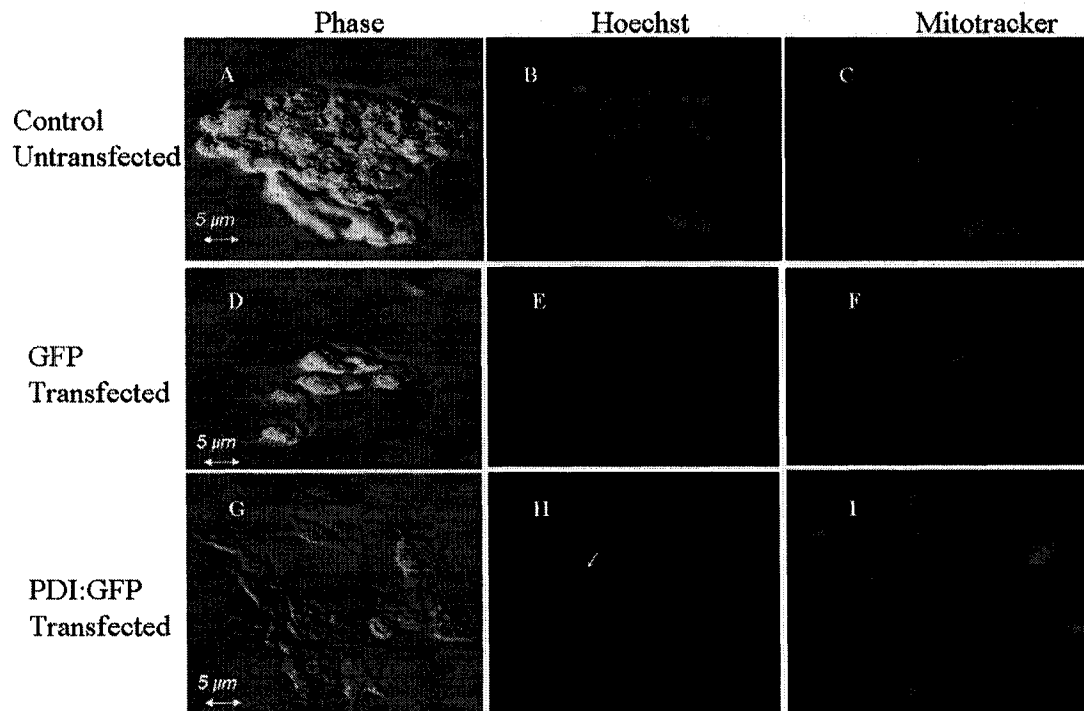 Phase Hoechst Mitotracker
Control
Untransfected
A
B
C
5 μm
GFP
Transfected
D
E
F
5 μm
PDI:GFP
Transfected
G
H
I
5 μm